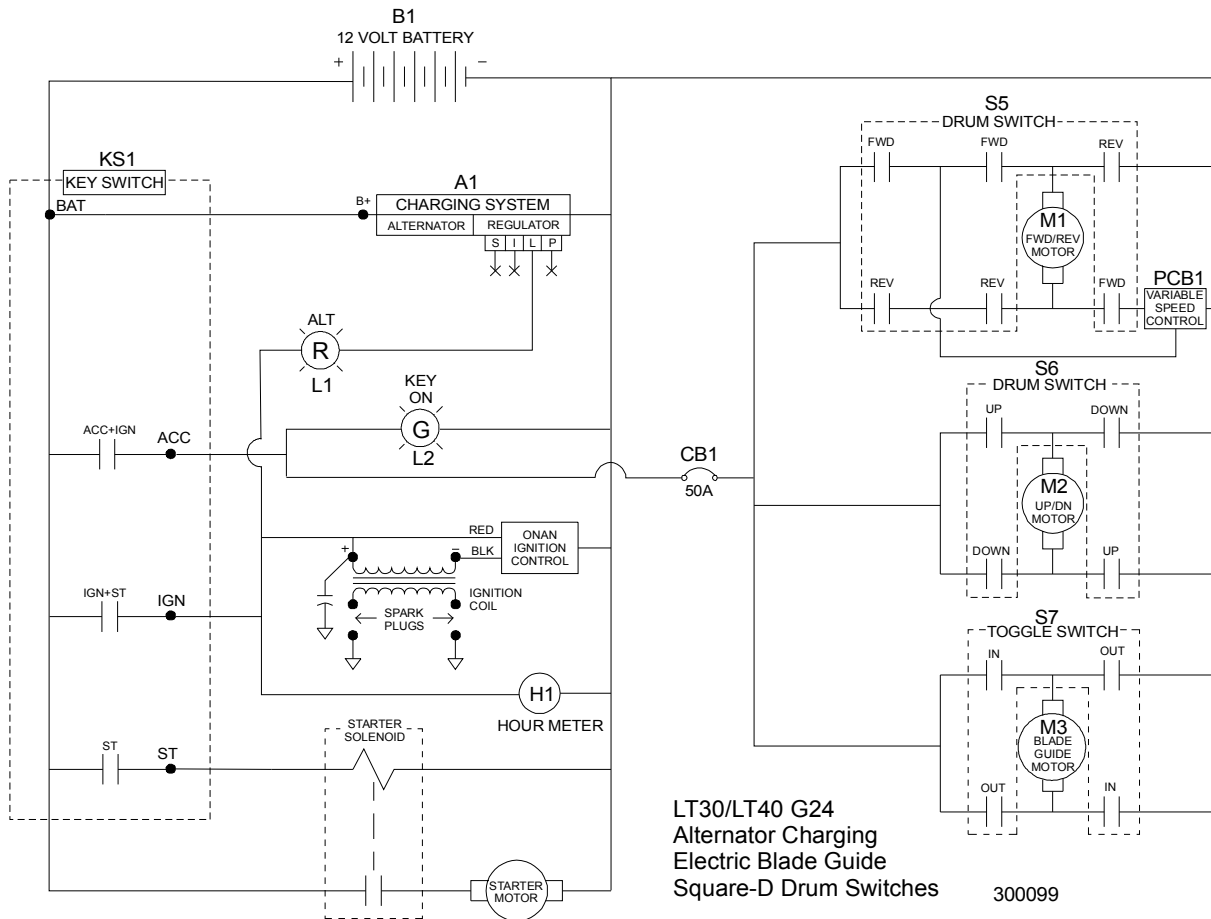 B1
12 VOLT BATTERY
+ −
S5
DRUM SWITCH
FWD FWD REV
KS1
KEY SWITCH
A1
BAT
B+
CHARGING SYSTEM
ALTERNATOR REGULATOR
S I L P
M1
FWD/REV
MOTOR
REV REV FWD
PCB1
VARIABLE
SPEED
CONTROL
ALT
R
L1
KEY
ON
G
L2
S6
DRUM SWITCH
UP DOWN
ACC+IGN
ACC
CB1
50A
M2
UP/DN
MOTOR
DOWN UP
RED
BLK
ONAN
IGNITION
CONTROL
+ −
IGNITION
COIL
SPARK
PLUGS
IGN+ST
IGN
S7
TOGGLE SWITCH
IN OUT
H1
HOUR METER
M3
BLADE
GUIDE
MOTOR
OUT IN
STARTER
SOLENOID
ST
ST
STARTER
MOTOR
LT30/LT40 G24
Alternator Charging
Electric Blade Guide
Square-D Drum Switches
300099